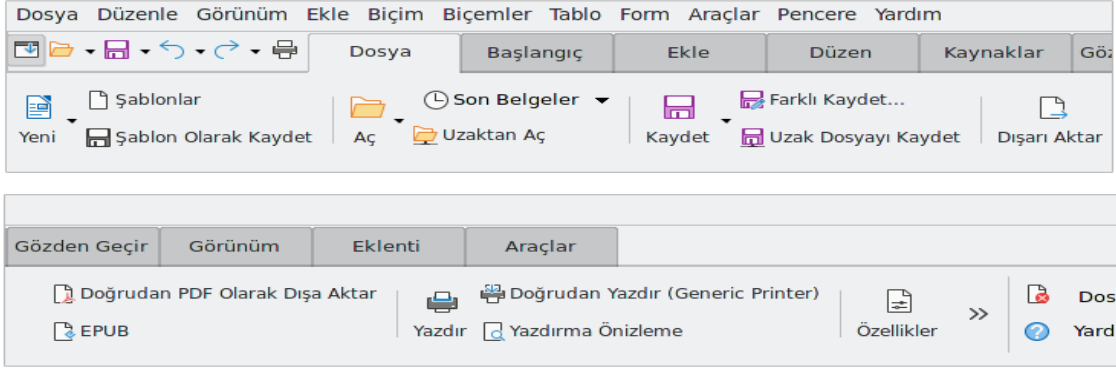 Dosya Düzenle Görünüm Ekle Biçim Biçemler Tablo Form Araçlar Pencere Yardım
Dosya Başlangıç Ekle Düzen Kaynaklar
Şablonlar Son Belgeler Farklı Kaydet...
Yeni Şablon Olarak Kaydet Aç Uzaktan Aç Kaydet Uzak Dosyayı Kaydet Dışarı Aktar
Gözden Geçir Görünüm Eklenti Araçlar
Doğrudan PDF Olarak Dışa Aktar Doğrudan Yazdır (Generic Printer)
EPUB Yazdır Yazdırma Önizleme Özellikler